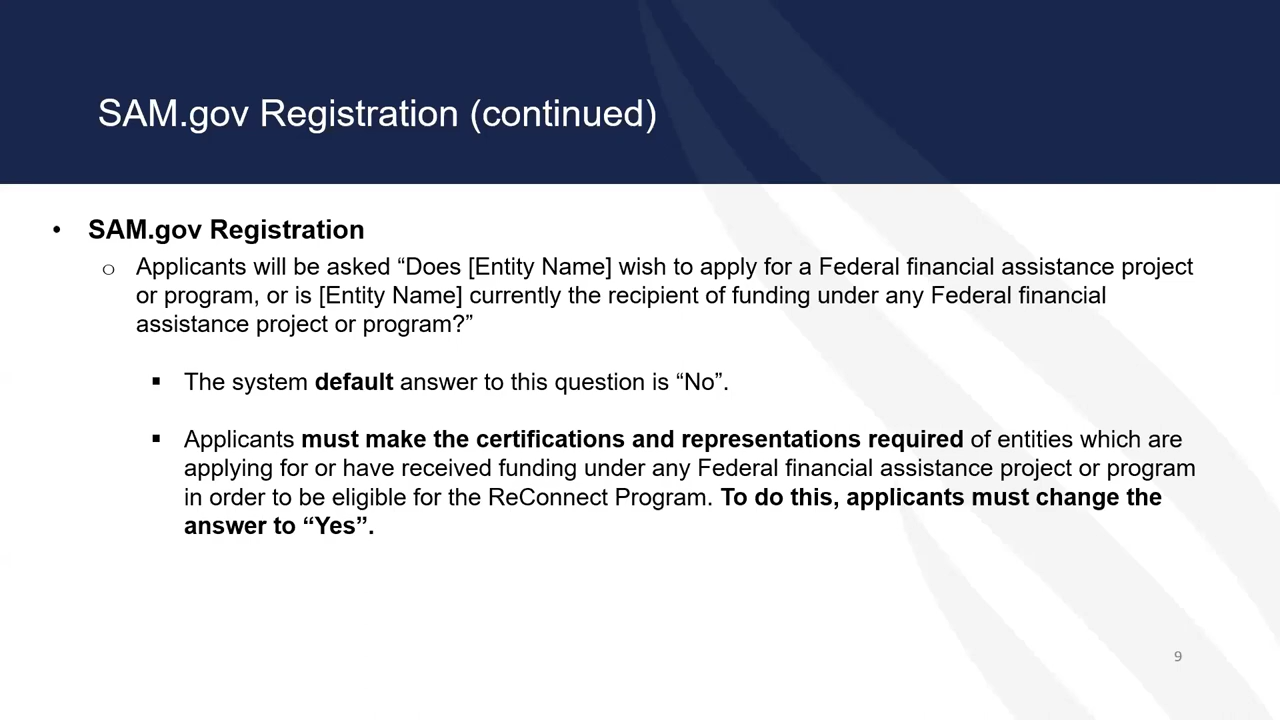 SAM.gov Registration (continued)
• SAM.gov Registration
o Applicants will be asked “Does [Entity Name] wish to apply for a Federal financial assistance project
or program, or is [Entity Name] currently the recipient of funding under any Federal financial
assistance project or program?”
▪ The system default answer to this question is “No”.
▪ Applicants must make the certifications and representations required of entities which are
applying for or have received funding under any Federal financial assistance project or program
in order to be eligible for the ReConnect Program. To do this, applicants must change the
answer to “Yes”.
9